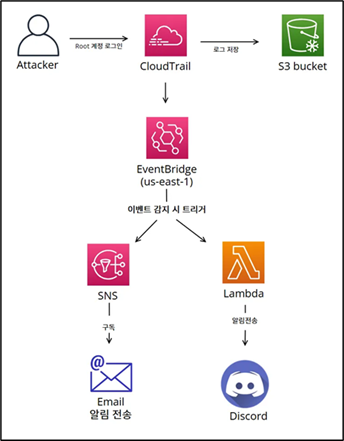 Root 계정 로그인
로그 저장
Attacker
CloudTrail
S3 bucket
EventBridge
(us-east-1)
이벤트 감지 시 트리거
SNS
Lambda
구독
알림전송
@
Email
알림 전송
Discord